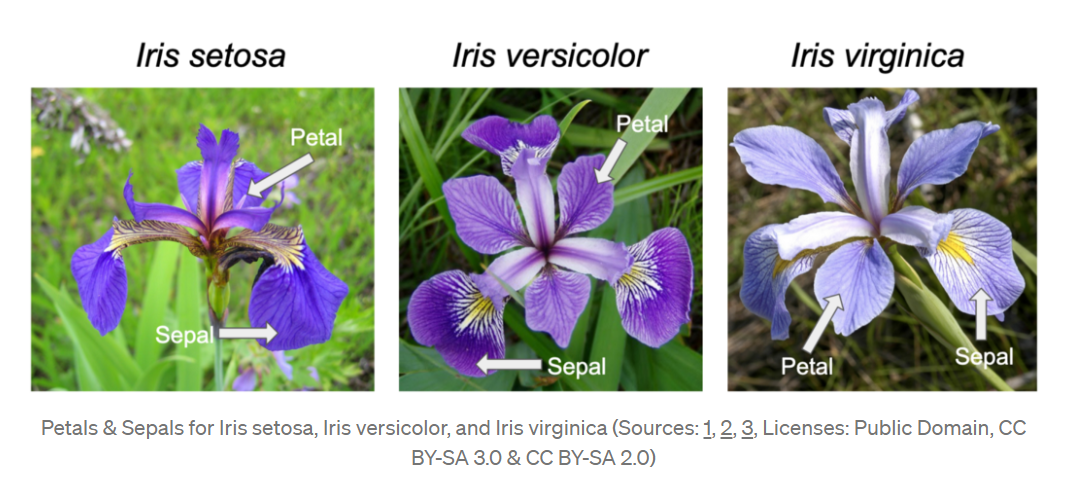 Iris setosa
Iris versicolor
Iris virginica
Petal
Sepal
Petal
Sepal
Petal
Sepal
Petals & Sepals for Iris setosa, Iris versicolor, and Iris virginica (Sources: 1, 2, 3, Licenses: Public Domain, CC
BY-SA 3.0 & CC BY-SA 2.0)